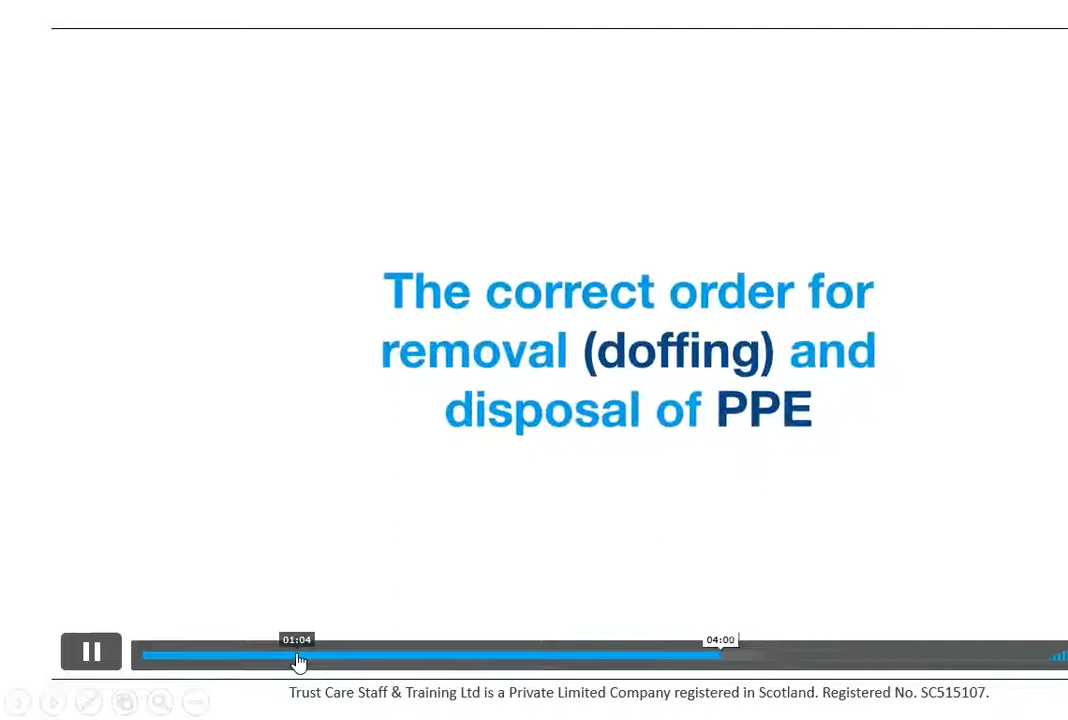 The correct order for
removal (doffing) and
disposal of PPE
01:04
04:00
Trust Care Staff & Training Ltd is a Private Limited Company registered in Scotland. Registered No. SC515107.